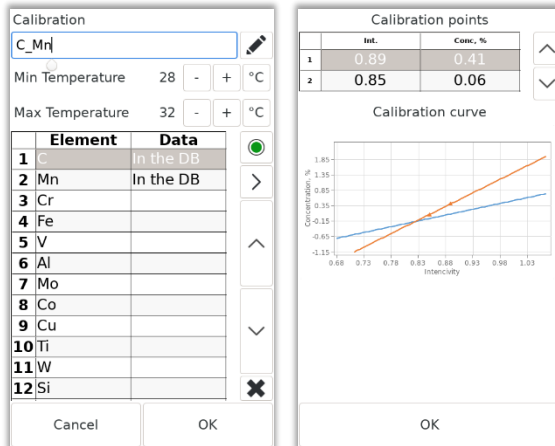 Calibration
C_Mn
Min Temperature 28 - + °C
Max Temperature 32 - + °C
Element Data
1 C In the DB
2 Mn In the DB
3 Cr
4 Fe
5 V
6 Al
7 Mo
8 Co
9 Cu
10 Ti
11 W
12 Si
Cancel OK
Calibration points
Int. Conc, %
1 0.89 0.41
2 0.85 0.06
Calibration curve
Concentration, %
1.85
1.35
0.85
0.35
-0.15
-0.65
-1.15
0.68 0.73 0.78 0.83 0.88 0.93 0.98 1.03
Intencivity
OK